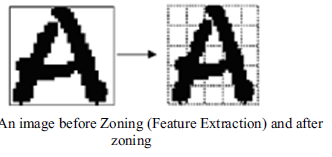 A A
An image before Zoning (Feature Extraction) and after
zoning